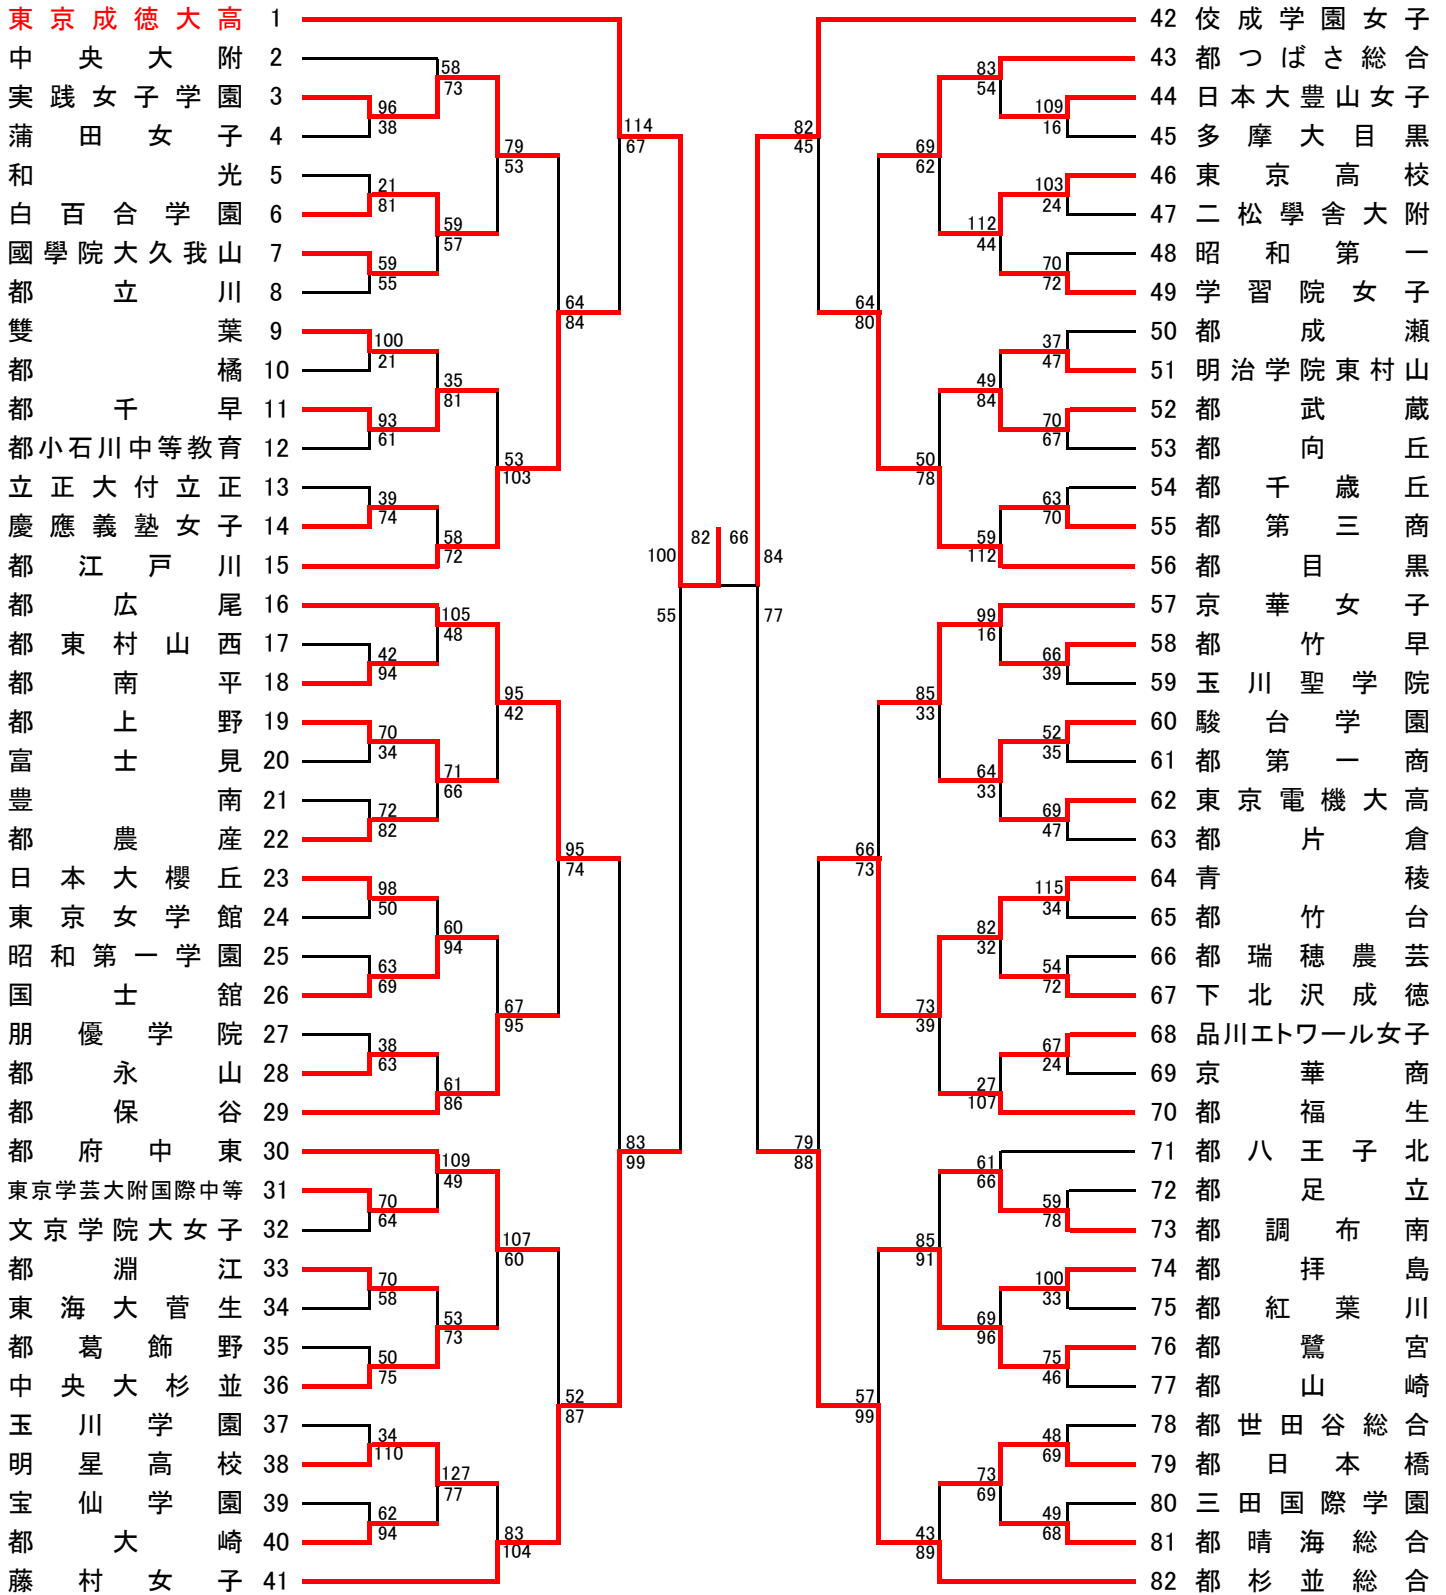 東京成徳大高 1
中央大附 2
実践女子学園 3
蒲田女子 4
和光 5
白百合学園 6
國學院大久我山 7
都立川 8
雙葉 9
都橘 10
都千早 11
都小石川中等教育 12
立正大付立正 13
慶應義塾女子 14
都江戸川 15
都広尾 16
都東村山西 17
都南平 18
都上野 19
富士見 20
豊南 21
都農産 22
日本大櫻丘 23
東京女学館 24
昭和第一学園 25
国士舘 26
朋優学院 27
都永山 28
都保谷 29
都府中東 30
東京学芸大附国際中等 31
文京学院大女子 32
都淵江 33
東海大菅生 34
都葛飾野 35
中央大杉並 36
玉川学園 37
明星高校 38
宝仙学園 39
都大崎 40
藤村女子 41
96
38
21
81
59
55
100
21
93
61
39
74
42
94
70
34
72
82
98
50
63
69
38
63
70
64
70
58
50
75
34
110
62
94
58
73
59
57
35
81
58
72
105
48
71
66
60
94
61
86
109
49
53
73
127
77
79
53
53
103
95
42
67
95
107
60
83
104
64
84
95
74
52
87
114
67
83
99
100
55
82
66
84
77
82
45
79
88
64
80
66
73
57
99
69
62
50
78
85
33
73
39
85
91
43
89
83
54
112
44
49
84
59
112
99
16
64
33
82
32
27
107
61
66
69
96
73
69
109
16
103
24
70
72
37
47
70
67
63
70
66
39
52
35
69
47
115
34
54
72
67
24
59
78
100
33
75
46
48
69
49
68
42 佼成学園女子
43 都つばさ総合
44 日本大豊山女子
45 多摩大目黒
46 東京高校
47 二松學舎大附
48 昭和第一
49 学習院女子
50 都成瀬
51 明治学院東村山
52 都武蔵
53 都向丘
54 都千歳丘
55 都第三商
56 都目黒
57 京華女子
58 都竹早
59 玉川聖学院
60 駿台学園
61 都第一商
62 東京電機大高
63 都片倉
64 青稜
65 都竹台
66 都瑞穂農芸
67 下北沢成徳
68 品川エトワール女子
69 京華商
70 都福生
71 都八王子北
72 都足立
73 都調布南
74 都拝島
75 都紅葉川
76 都鷺宮
77 都山崎
78 都世田谷総合
79 都日本橋
80 三田国際学園
81 都晴海総合
82 都杉並総合